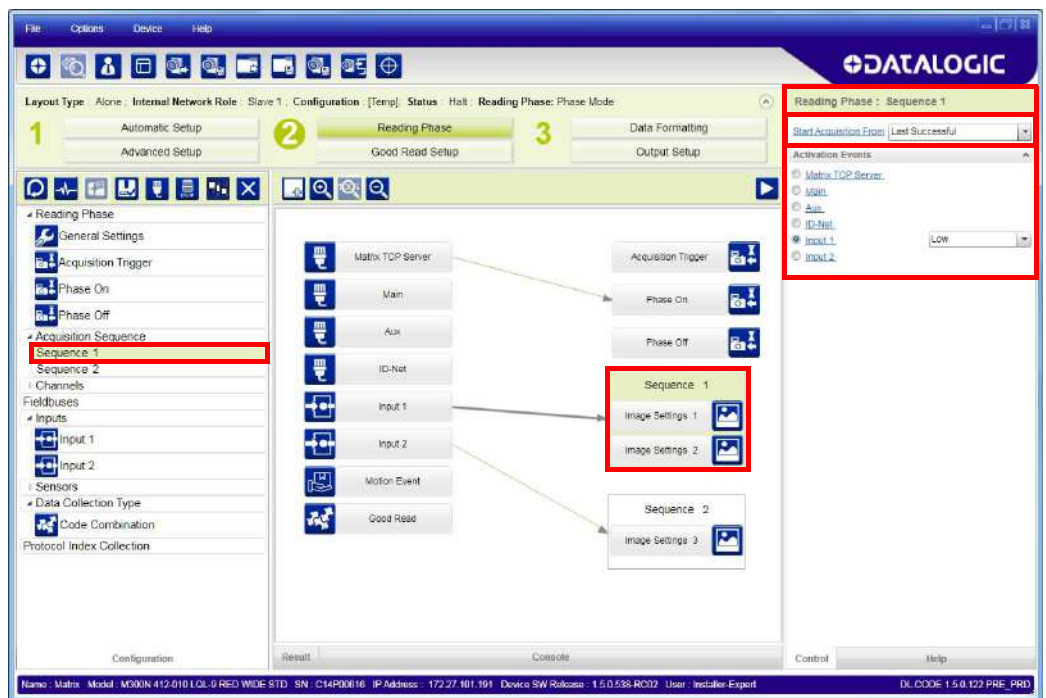 File Options Device Help
DATALOGIC
Layout Type : Alone ; Internal Network Role : Slave 1 ; Configuration : [Temp]; Status : Halt ; Reading Phase: Phase Mode
1 Automatic Setup
Advanced Setup
2 Reading Phase
Good Read Setup
3 Data Formatting
Output Setup
Reading Phase
General Settings
Acquisition Trigger
Phase On
Phase Off
Acquisition Sequence
Sequence 1
Sequence 2
Channels
Fieldbuses
Inputs
Input 1
Input 2
Sensors
Data Collection Type
Code Combination
Protocol Index Collection
Configuration
Matrix TCP Server
Main
Aux
ID-Net
Input 1
Input 2
Motion Event
Good Read
Acquisition Trigger
Phase On
Phase Off
Sequence 1
Image Settings 1
Image Settings 2
Sequence 2
Image Settings 3
Result Console
Reading Phase : Sequence 1
Start Acquisition From Last Successful
Activation Events
Matrix TCP Server
Main
Aux
ID-Net
Input 1 Low
Input 2
Control Help
Name : Matrix Model : M300N 412-010 LQL-9 RED WIDE STD SN : C14P00616 IP Address : 172.27.101.191 Device SW Release : 1.5.0.538-RC02 User : Installer-Expert DL.CODE 1.5.0.122 PRE_PRD